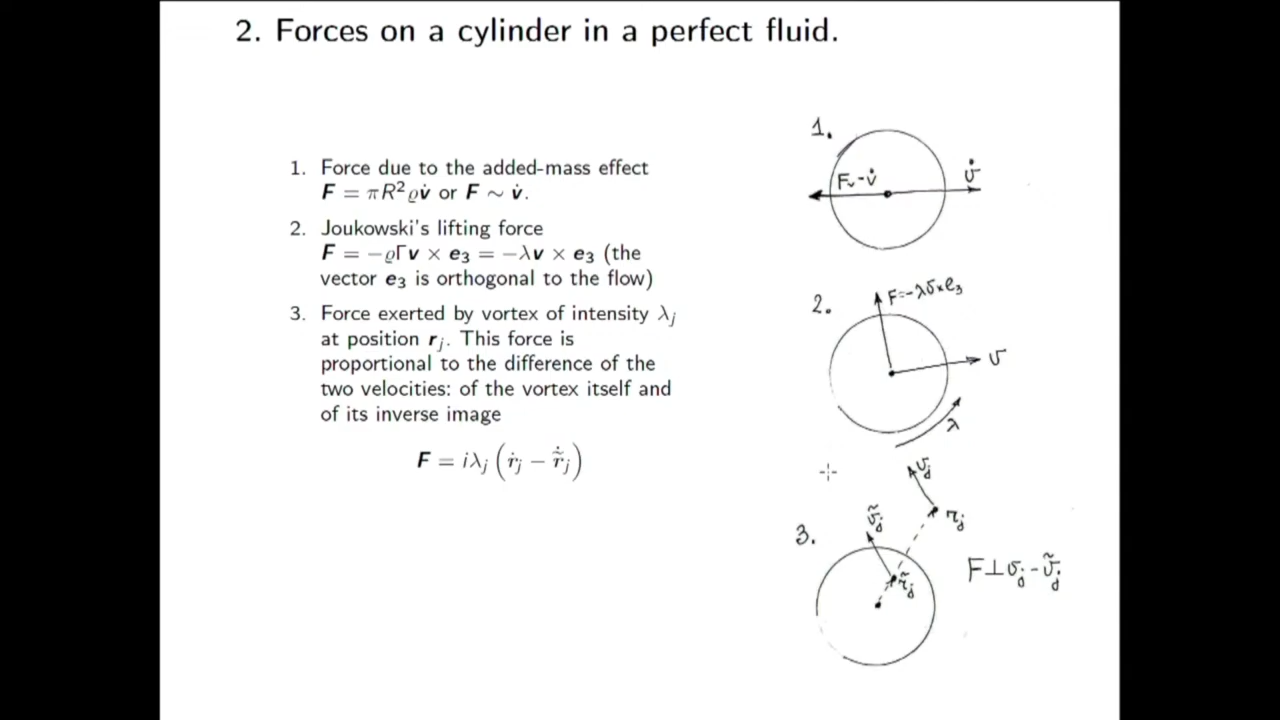 2. Forces on a cylinder in a perfect fluid.
1. Force due to the added-mass effect
F = πR²ϱv̇ or F ∼ v̇.
2. Joukowski's lifting force
F = −ϱΓv × e₃ = −λv × e₃ (the
vector e₃ is orthogonal to the flow)
3. Force exerted by vortex of intensity λⱼ
at position rⱼ. This force is
proportional to the difference of the
two velocities: of the vortex itself and
of its inverse image
F = iλⱼ (ṙⱼ − r̃̇ⱼ)
1.
F ~ -v̇
v̇
2.
F = -λv × e₃
v
λ
3.
vⱼ
rⱼ
ṽⱼ
r̃ⱼ
F ⊥ vⱼ - ṽⱼ